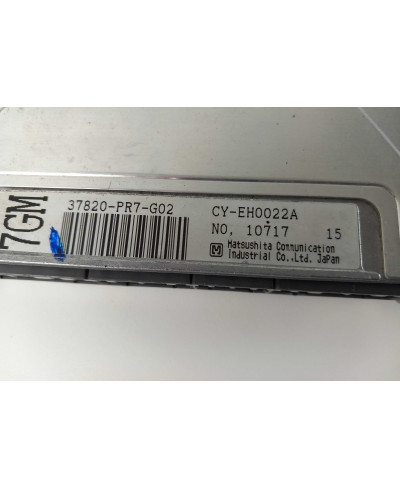 7GM
37820-PR7-G02
CY-EH0022A
NO, 10717 15
M Matsushita Communication
Industrial Co.,Ltd. JaPan